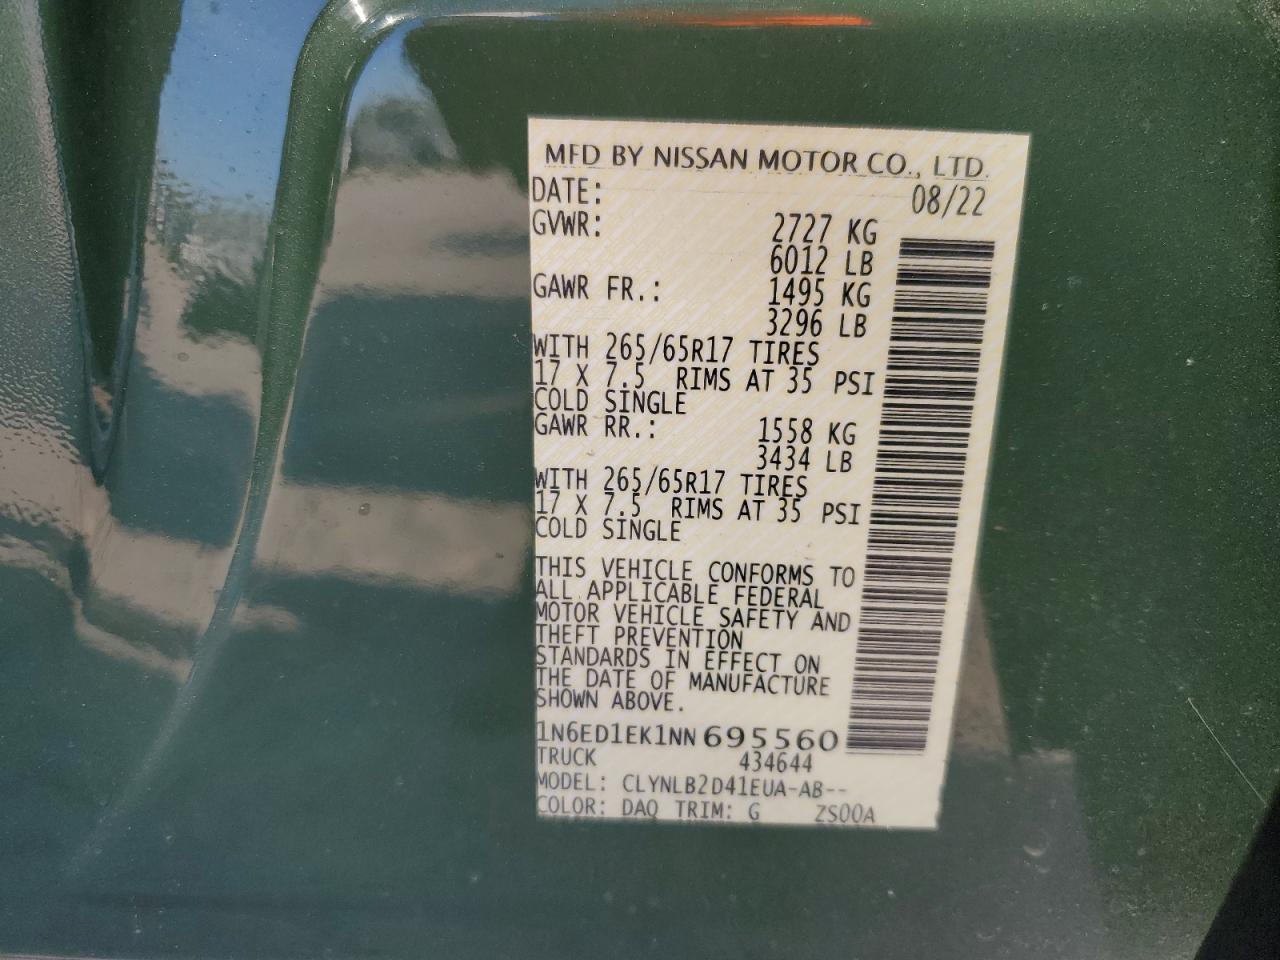 MFD BY NISSAN MOTOR CO., LTD.
DATE: 08/22
GVWR: 2727 KG
6012 LB
GAWR FR.: 1495 KG
3296 LB
WITH 265/65R17 TIRES
17 X 7.5 RIMS AT 35 PSI
COLD SINGLE
GAWR RR.: 1558 KG
3434 LB
WITH 265/65R17 TIRES
17 X 7.5 RIMS AT 35 PSI
COLD SINGLE
THIS VEHICLE CONFORMS TO
ALL APPLICABLE FEDERAL
MOTOR VEHICLE SAFETY AND
THEFT PREVENTION
STANDARDS IN EFFECT ON
THE DATE OF MANUFACTURE
SHOWN ABOVE.
1N6ED1EK1NN695560
TRUCK 434644
MODEL: CLYNLB2D41EUA-AB--
COLOR: DAQ TRIM: G ZS00A